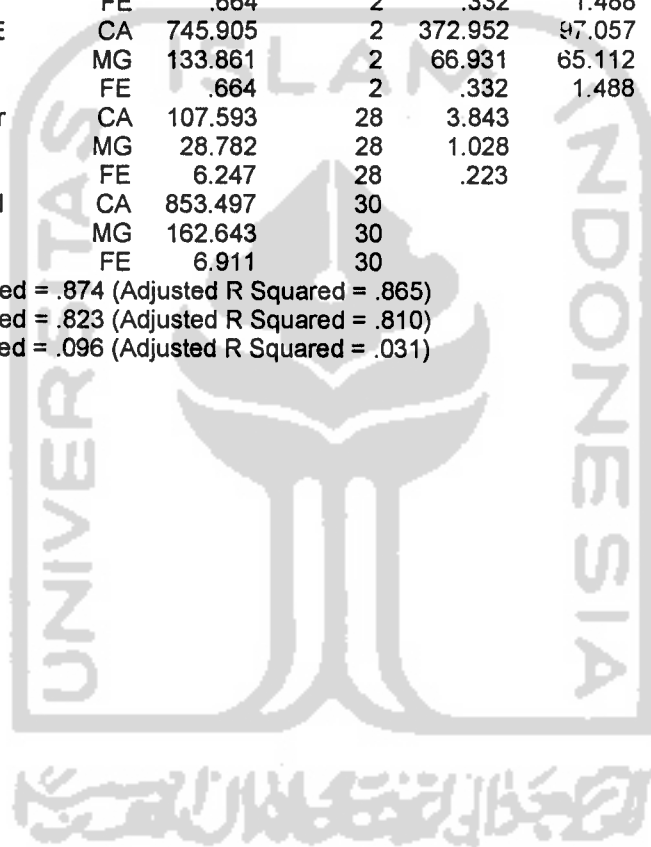 FE .664 2 .332 1.488
E CA 745.905 2 372.952 97.057
MG 133.861 2 66.931 65.112
FE .664 2 .332 1.488
r CA 107.593 28 3.843
MG 28.782 28 1.028
FE 6.247 28 .223
l CA 853.497 30
MG 162.643 30
FE 6.911 30
ed = .874 (Adjusted R Squared = .865)
ed = .823 (Adjusted R Squared = .810)
ed = .096 (Adjusted R Squared = .031)
ISLAM
UNIVERSITAS
INDONESIA